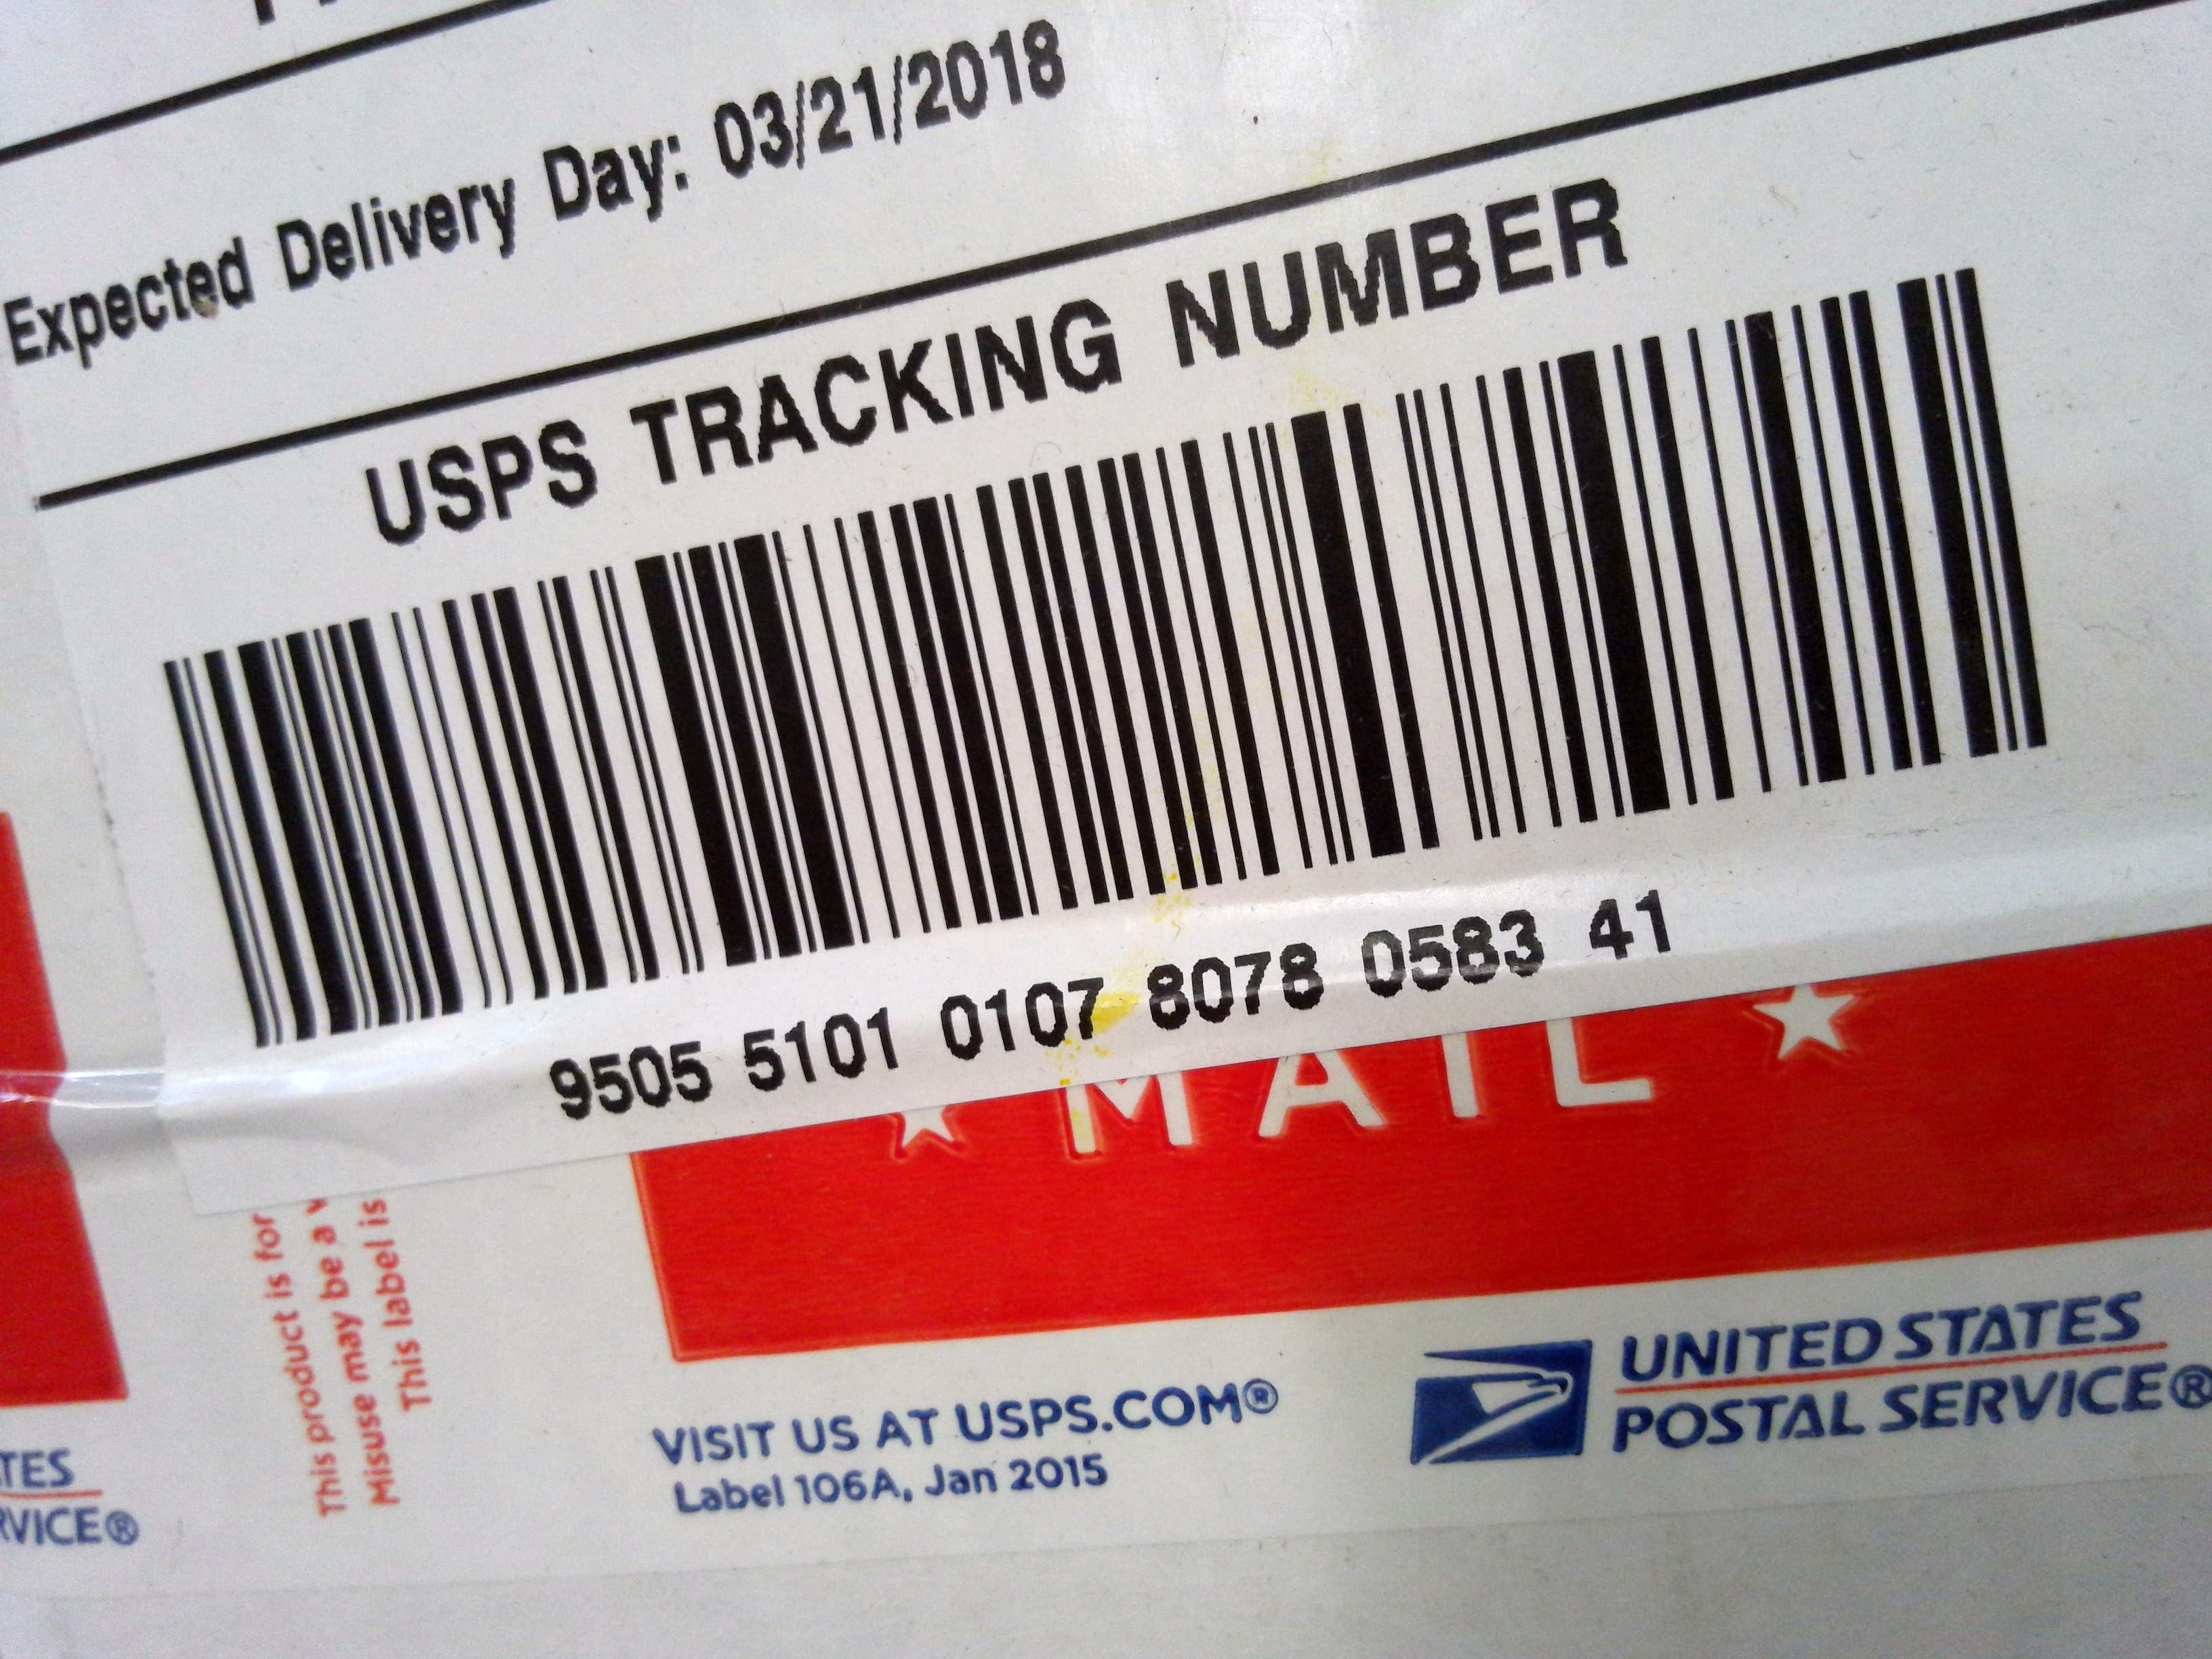 Expected Delivery Day: 03/21/2018
USPS TRACKING NUMBER
9505 5101 0107 8078 0583 41
MAIL
This product is for
Misuse may be a
This label is
VISIT US AT USPS.COM®
Label 106A, Jan 2015
UNITED STATES
POSTAL SERVICE®
TES
RVICE®